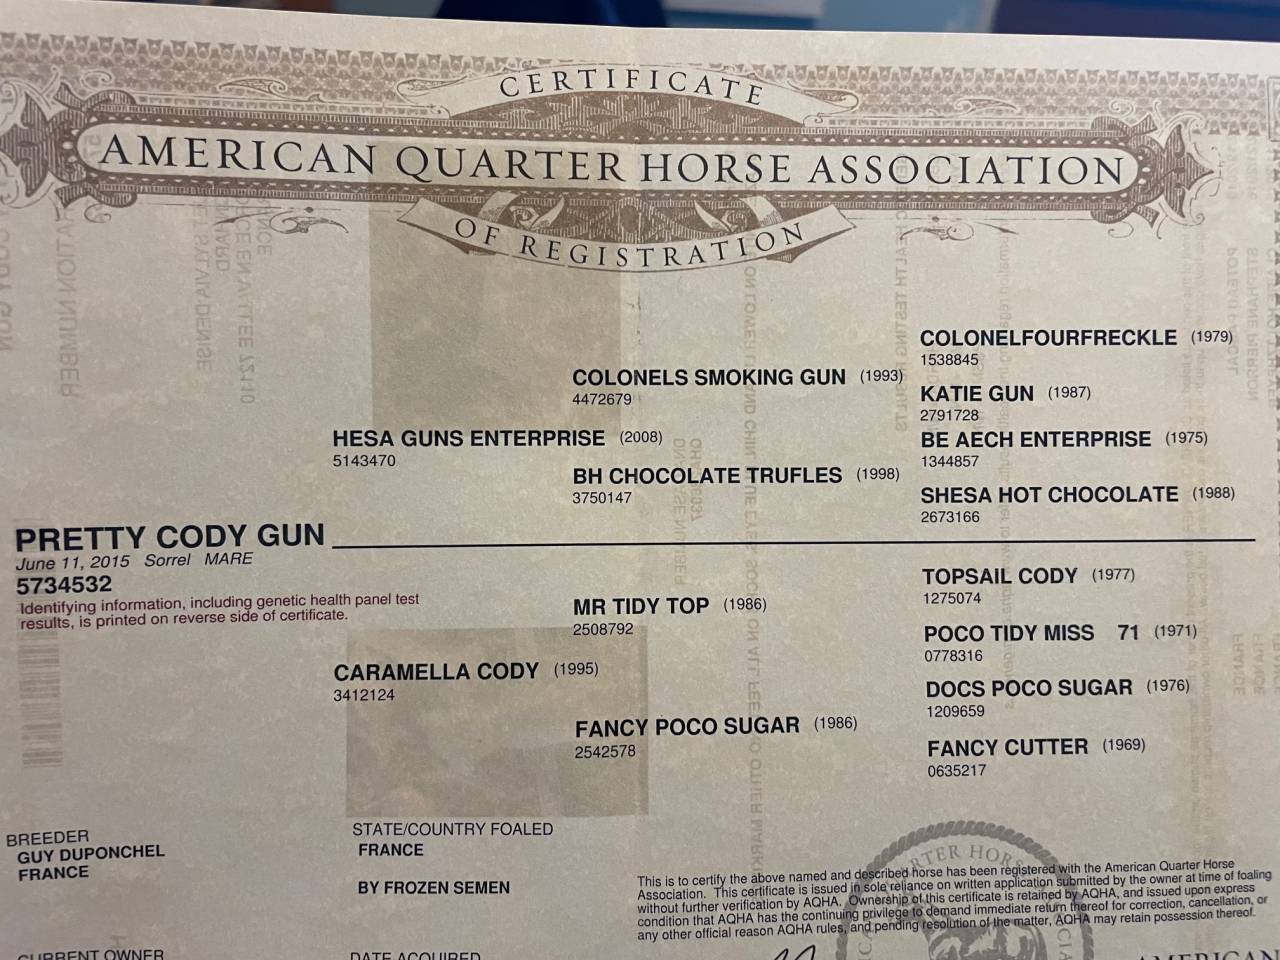 CERTIFICATE
AMERICAN QUARTER HORSE ASSOCIATION
OF REGISTRATION
COLONELFOURFRECKLE (1979)
1538845
COLONELS SMOKING GUN (1993)
4472679
KATIE GUN (1987)
2791728
HESA GUNS ENTERPRISE (2008)
5143470
BE AECH ENTERPRISE (1975)
1344857
BH CHOCOLATE TRUFLES (1998)
3750147
SHESA HOT CHOCOLATE (1988)
2673166
PRETTY CODY GUN
June 11, 2015 Sorrel MARE
5734532
Identifying information, including genetic health panel test
results, is printed on reverse side of certificate.
TOPSAIL CODY (1977)
1275074
MR TIDY TOP (1986)
2508792
POCO TIDY MISS 71 (1971)
0778316
CARAMELLA CODY (1995)
3412124
DOCS POCO SUGAR (1976)
1209659
FANCY POCO SUGAR (1986)
2542578
FANCY CUTTER (1969)
0635217
BREEDER
GUY DUPONCHEL
FRANCE
STATE/COUNTRY FOALED
FRANCE
BY FROZEN SEMEN
This is to certify the above named and described horse has been registered with the American Quarter Horse
Association. This certificate is issued in sole reliance on written application submitted by the owner at time of foaling
without further verification by AQHA. Ownership of this certificate is retained by AQHA, and issued upon express
condition that AQHA has the continuing privilege to demand immediate return thereof for correction, cancellation, or
any other official reason AQHA rules, and pending resolution of the matter, AQHA may retain possession thereof.
CURRENT OWNER
DATE ACQUIRED
AMERICAN